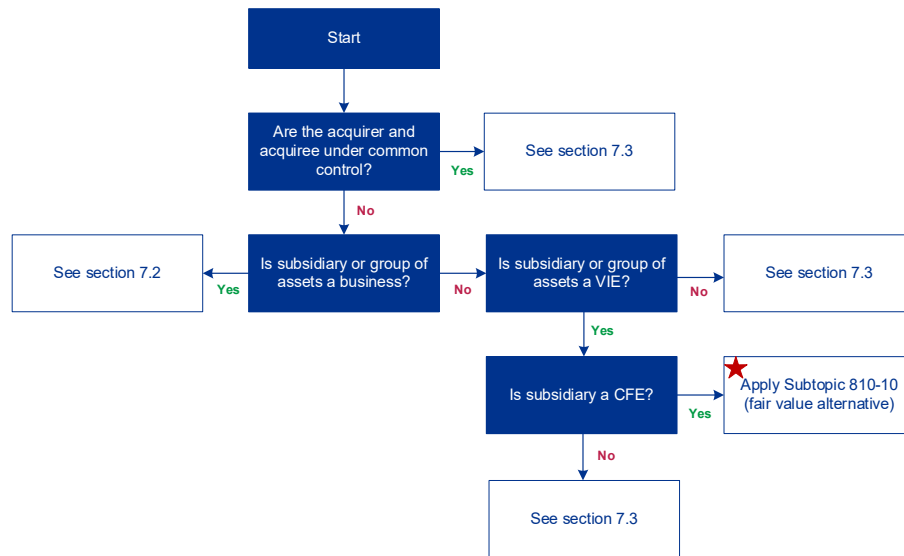 Start
Are the acquirer and
acquiree under common
control?
Yes
See section 7.3
No
See section 7.2
Yes
Is subsidiary or group of
assets a business?
No
Is subsidiary or group of
assets a VIE?
No
See section 7.3
Yes
Is subsidiary a CFE?
Yes
Apply Subtopic 810-10
(fair value alternative)
No
See section 7.3